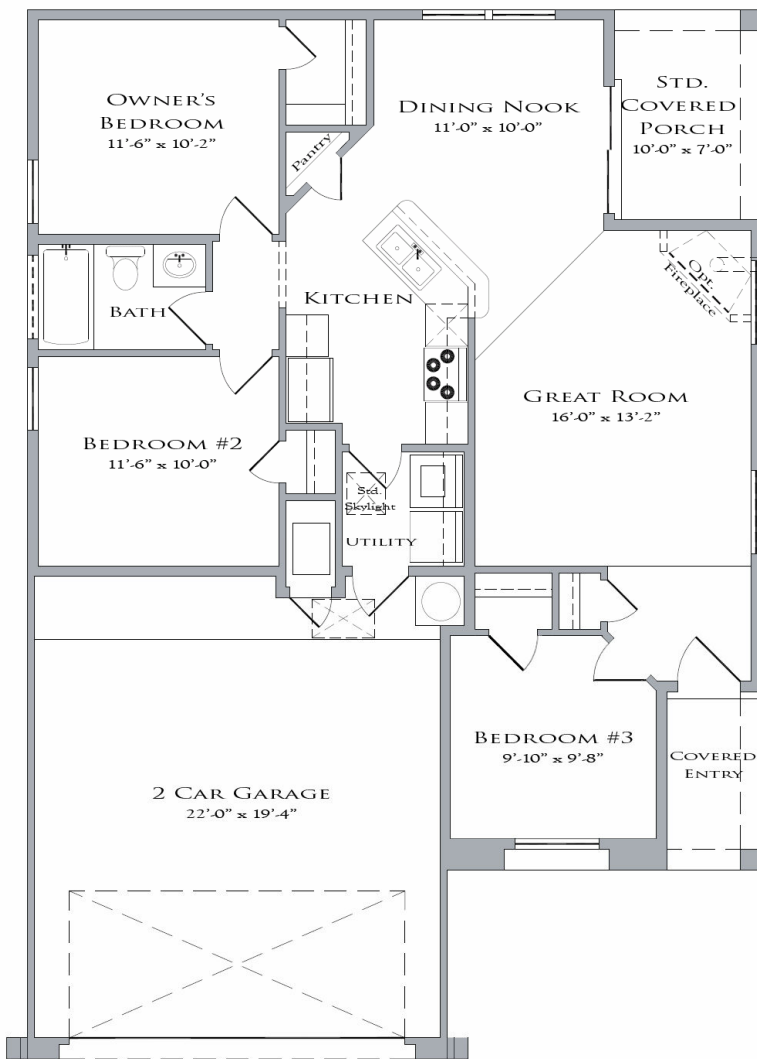 OWNER'S
BEDROOM
11'-6" x 10'-2"
DINING NOOK
11'-0" x 10'-0"
STD.
COVERED
PORCH
10'-0" x 7'-0"
Pantry
BATH
KITCHEN
Opt.
Fireplace
GREAT ROOM
16'-0" x 13'-2"
BEDROOM #2
11'-6" x 10'-0"
Std.
Skylight
UTILITY
BEDROOM #3
9'-10" x 9'-8"
COVERED
ENTRY
2 CAR GARAGE
22'-0" x 19'-4"